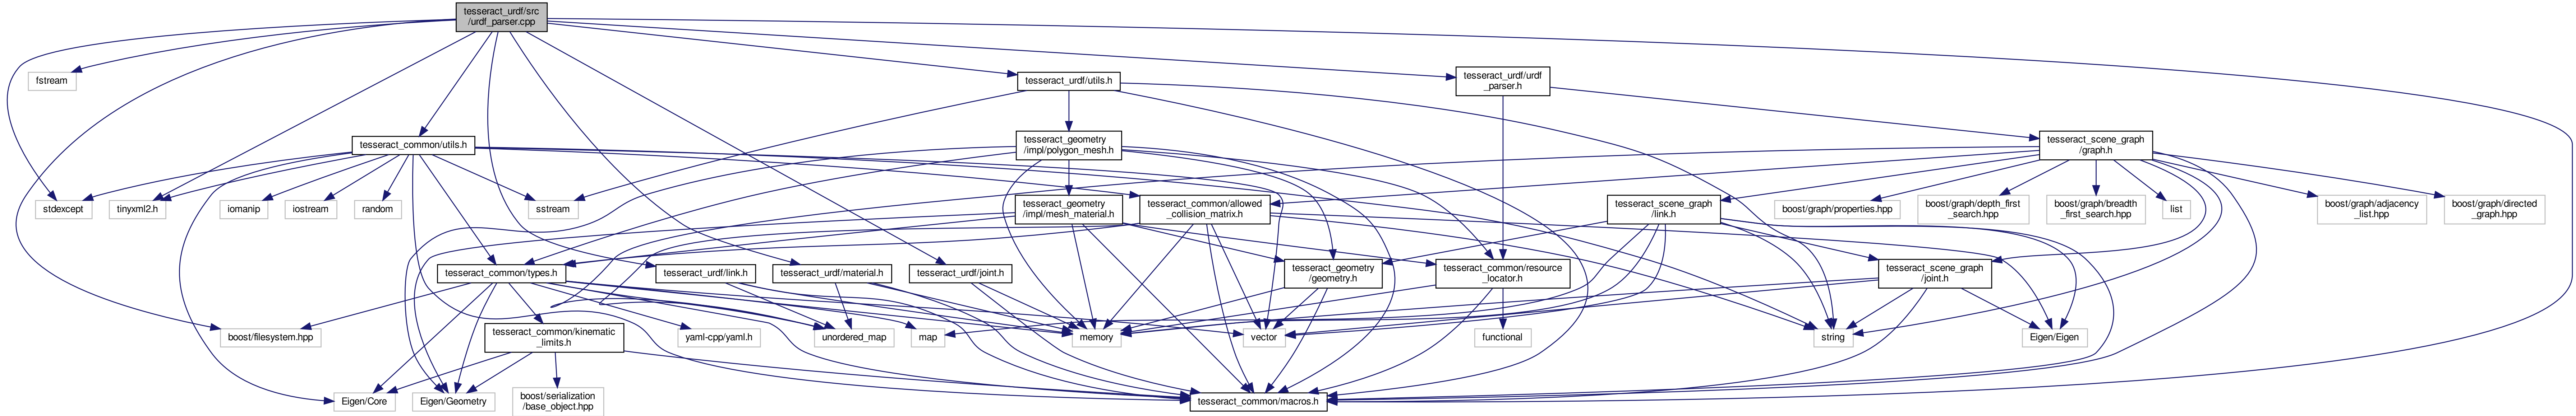 tesseract_urdf/src
/urdf_parser.cpp
fstream
tesseract_urdf/utils.h
tesseract_urdf/urdf
_parser.h
tesseract_common/utils.h
tesseract_geometry
/impl/polygon_mesh.h
tesseract_scene_graph
/graph.h
stdexcept
tinyxml2.h
iomanip
iostream
random
sstream
tesseract_geometry
/impl/mesh_material.h
tesseract_common/allowed
_collision_matrix.h
tesseract_scene_graph
/link.h
boost/graph/properties.hpp
boost/graph/depth_first
_search.hpp
boost/graph/breadth
_first_search.hpp
list
boost/graph/adjacency
_list.hpp
boost/graph/directed
_graph.hpp
tesseract_common/types.h
tesseract_urdf/link.h
tesseract_urdf/material.h
tesseract_urdf/joint.h
tesseract_geometry
/geometry.h
tesseract_common/resource
_locator.h
tesseract_scene_graph
/joint.h
boost/filesystem.hpp
tesseract_common/kinematic
_limits.h
yaml-cpp/yaml.h
unordered_map
map
memory
vector
functional
string
Eigen/Eigen
Eigen/Core
Eigen/Geometry
boost/serialization
/base_object.hpp
tesseract_common/macros.h